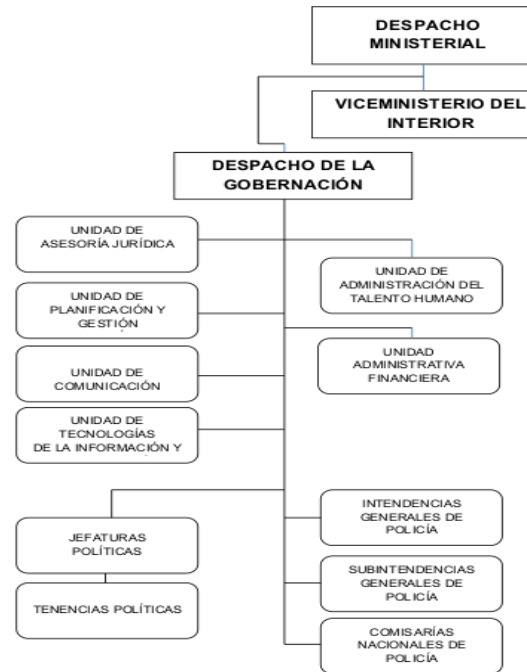 DESPACHO
MINISTERIAL
VICEMINISTERIO DEL
INTERIOR
DESPACHO DE LA
GOBERNACIÓN
UNIDAD DE
ASESORÍA JURÍDICA
UNIDAD DE
ADMINISTRACIÓN DEL
TALENTO HUMANO
UNIDAD DE
PLANIFICACIÓN Y
GESTIÓN
UNIDAD
ADMINISTRATIVA
FINANCIERA
UNIDAD DE
COMUNICACIÓN
UNIDAD DE
TECNOLOGÍAS
DE LA INFORMACIÓN Y
JEFATURAS
POLÍTICAS
TENENCIAS POLÍTICAS
INTENDENCIAS
GENERALES DE
POLICÍA
SUBINTENDENCIAS
GENERALES DE
POLICÍA
COMISARÍAS
NACIONALES DE
POLICÍA